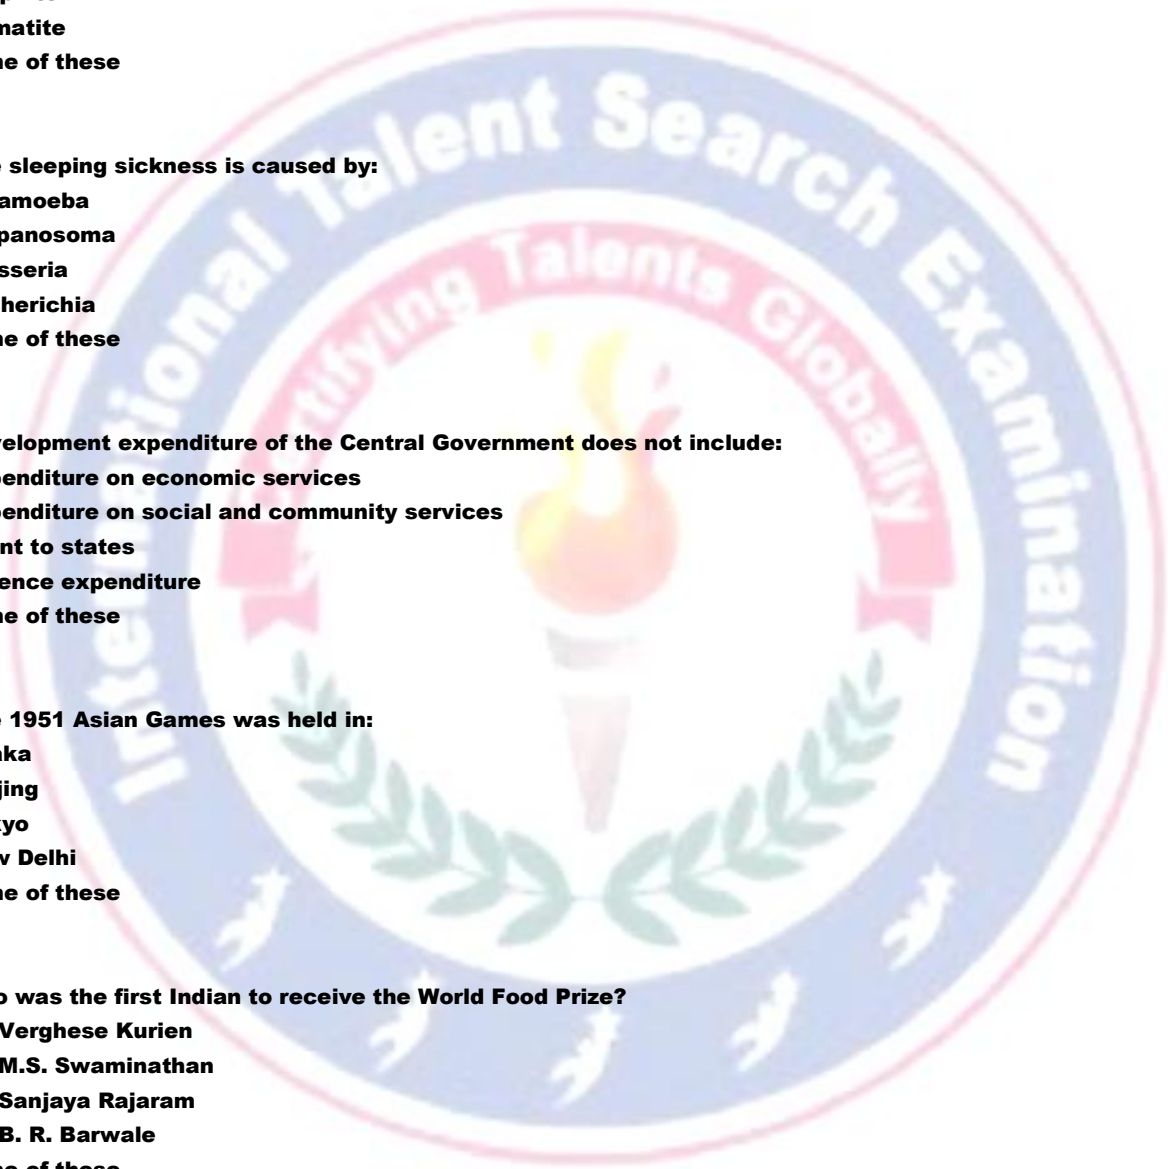 matite
ne of these
e sleeping sickness is caused by:
amoeba
panosoma
sseria
herichia
ne of these
velopment expenditure of the Central Government does not include:
penditure on economic services
penditure on social and community services
nt to states
ence expenditure
ne of these
e 1951 Asian Games was held in:
aka
jing
kyo
v Delhi
ne of these
o was the first Indian to receive the World Food Prize?
Verghese Kurien
M.S. Swaminathan
Sanjaya Rajaram
B. R. Barwale
International Talent Search Examination
Certifying Talents Globally